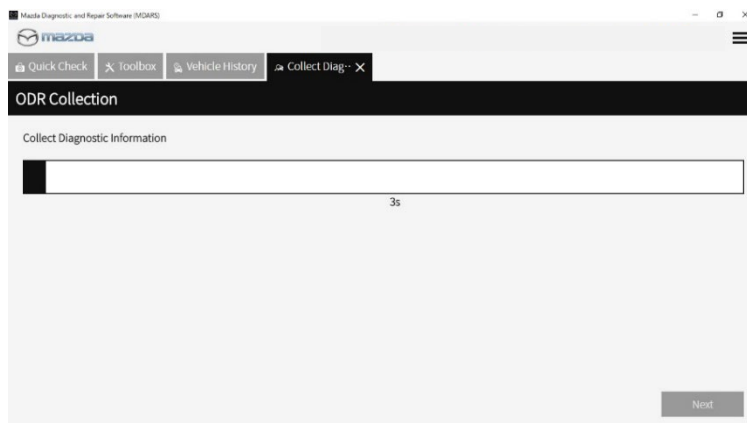 Mazda Diagnostic and Repair Software (MDARS)
mazda
Quick Check Toolbox Vehicle History Collect Diag··
ODR Collection
Collect Diagnostic Information
3s
Next